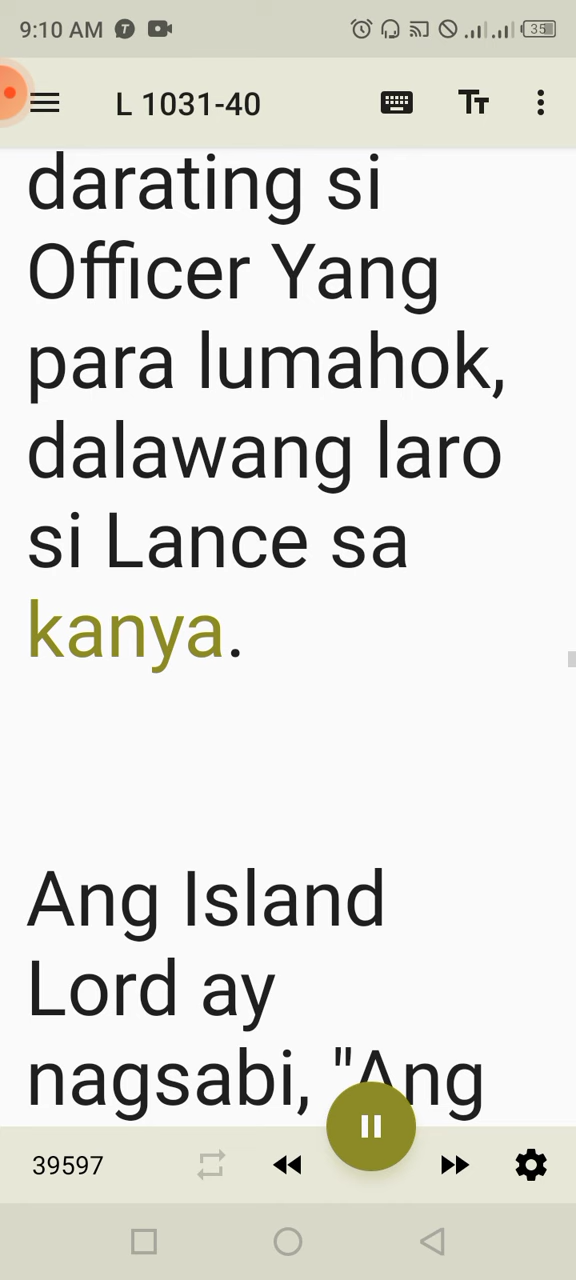 9:10 AM
35
L 1031-40
darating si
Officer Yang
para lumahok,
dalawang laro
si Lance sa
kanya.
Ang Island
Lord ay
nagsabi, "Ang
39597